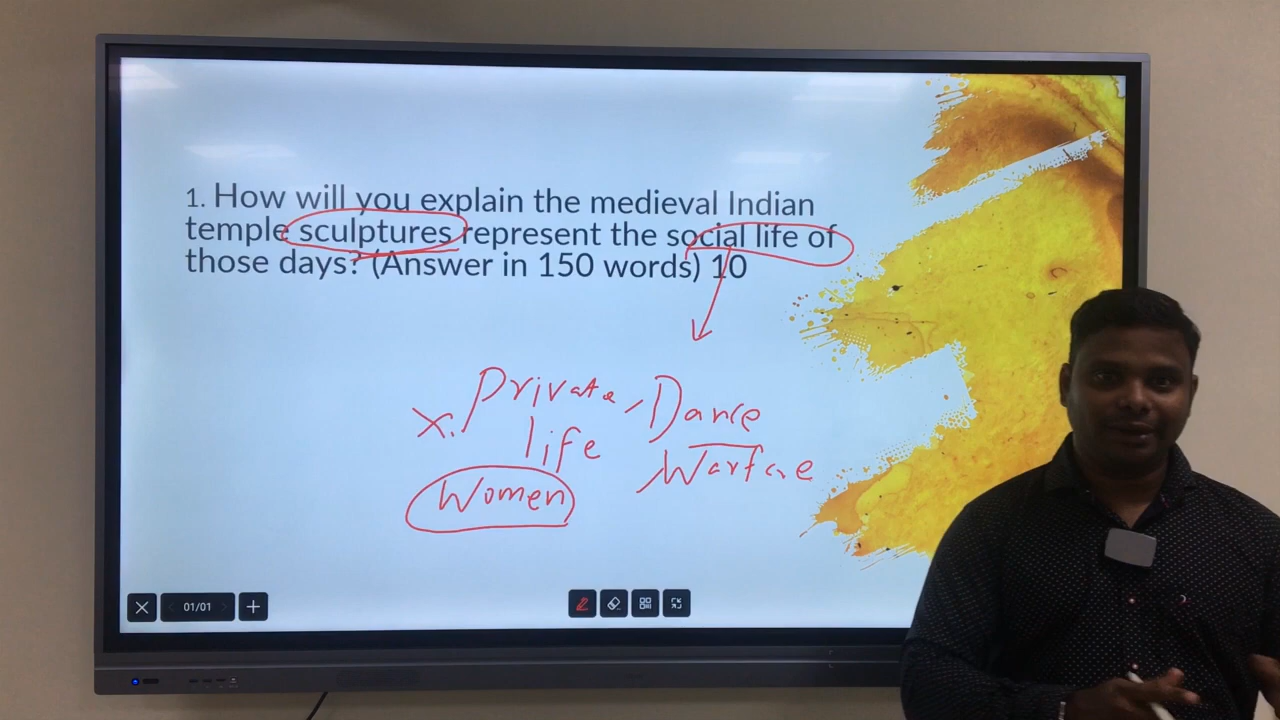 1. How will you explain the medieval Indian
temple sculptures represent the social life of
those days? (Answer in 150 words) 10
x. Private, Dance
life Warfare
Women
01/01